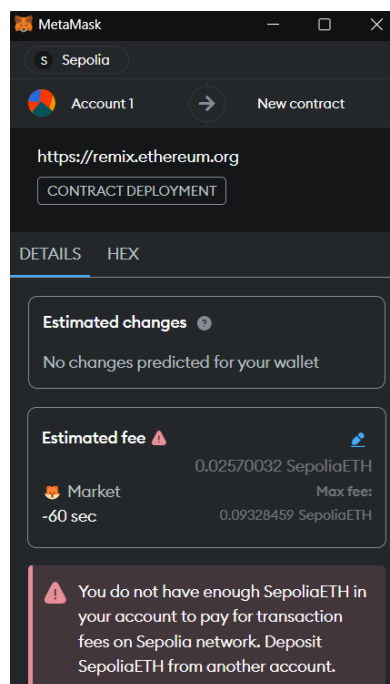 MetaMask
S Sepolia
Account 1
New contract
https://remix.ethereum.org
CONTRACT DEPLOYMENT
DETAILS HEX
Estimated changes ?
No changes predicted for your wallet
Estimated fee
0.02570032 SepoliaETH
Market
Max fee:
~60 sec
0.09328459 SepoliaETH
You do not have enough SepoliaETH in
your account to pay for transaction
fees on Sepolia network. Deposit
SepoliaETH from another account.